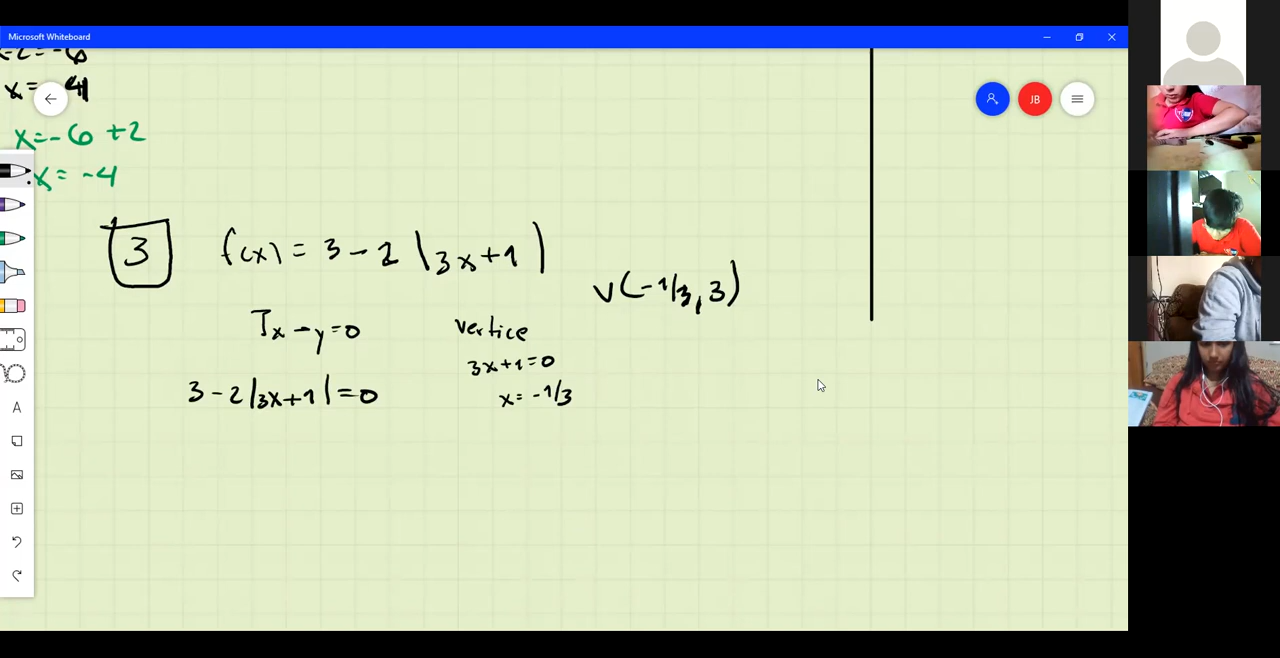 Microsoft Whiteboard
x=-6 +2
x= -4
JB
3 f(x) = 3-2 |3x+1|
V(-1/3, 3)
Ix - y=0 vertice
3x+1=0
3-2|3x+1|=0 x= -1/3
A